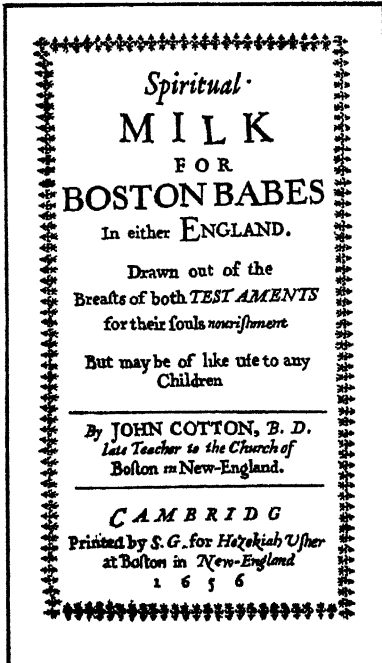 Spiritual
MILK
FOR
BOSTON BABES
In either ENGLAND.
Drawn out of the
Breaſts of both TESTAMENTS
for their ſouls nouriſhment
But may be of like uſe to any
Children
By JOHN COTTON, B. D.
late Teacher to the Church of
Boſton in New-England.
CAMBRIDG
Printed by S. G. for Hezekiah Uſher
at Boſton in New-England
1656